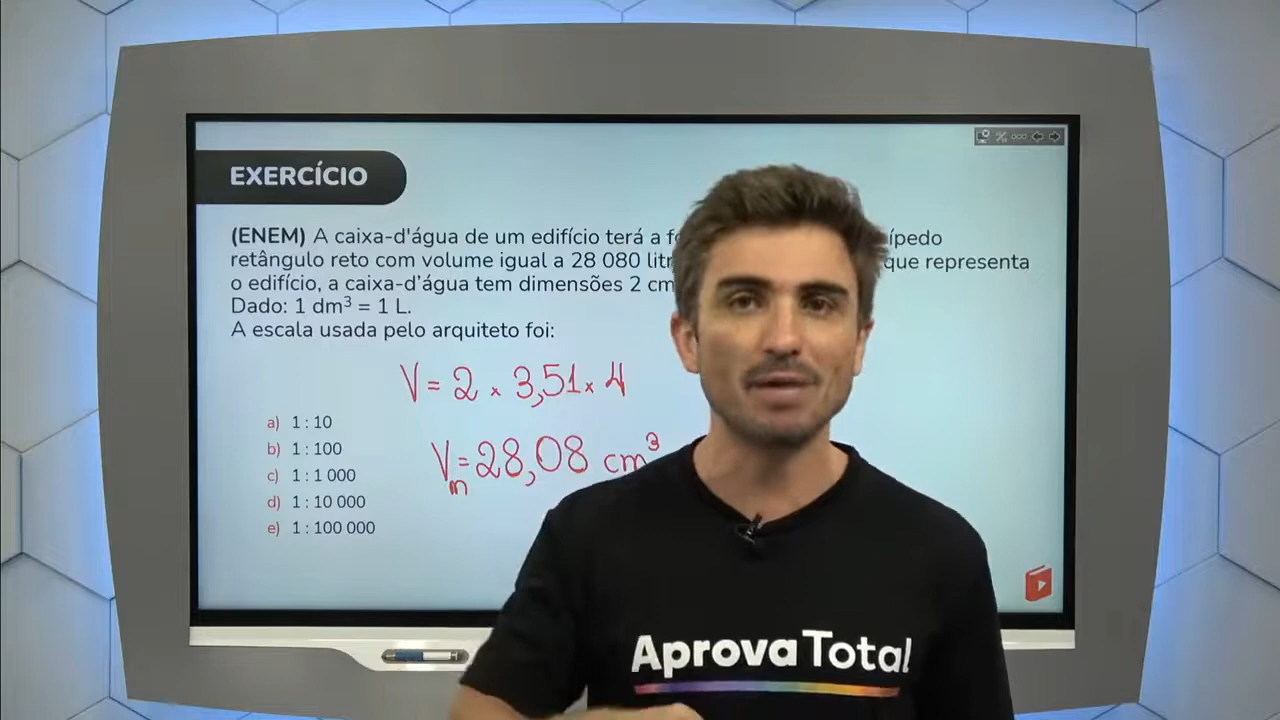 EXERCÍCIO
(ENEM) A caixa-d'água de um edifício terá a
ípedo
retângulo reto com volume igual a 28 080
que representa
o edifício, a caixa-d'água tem dimensões 2 cm
Dado: 1 dm³ = 1 L.
A escala usada pelo arquiteto foi:
V = 2 x 3,51 x 4
a) 1 : 10
b) 1 : 100
Vm = 28,08 cm³
c) 1 : 1 000
d) 1 : 10 000
e) 1 : 100 000
AprovaTotal